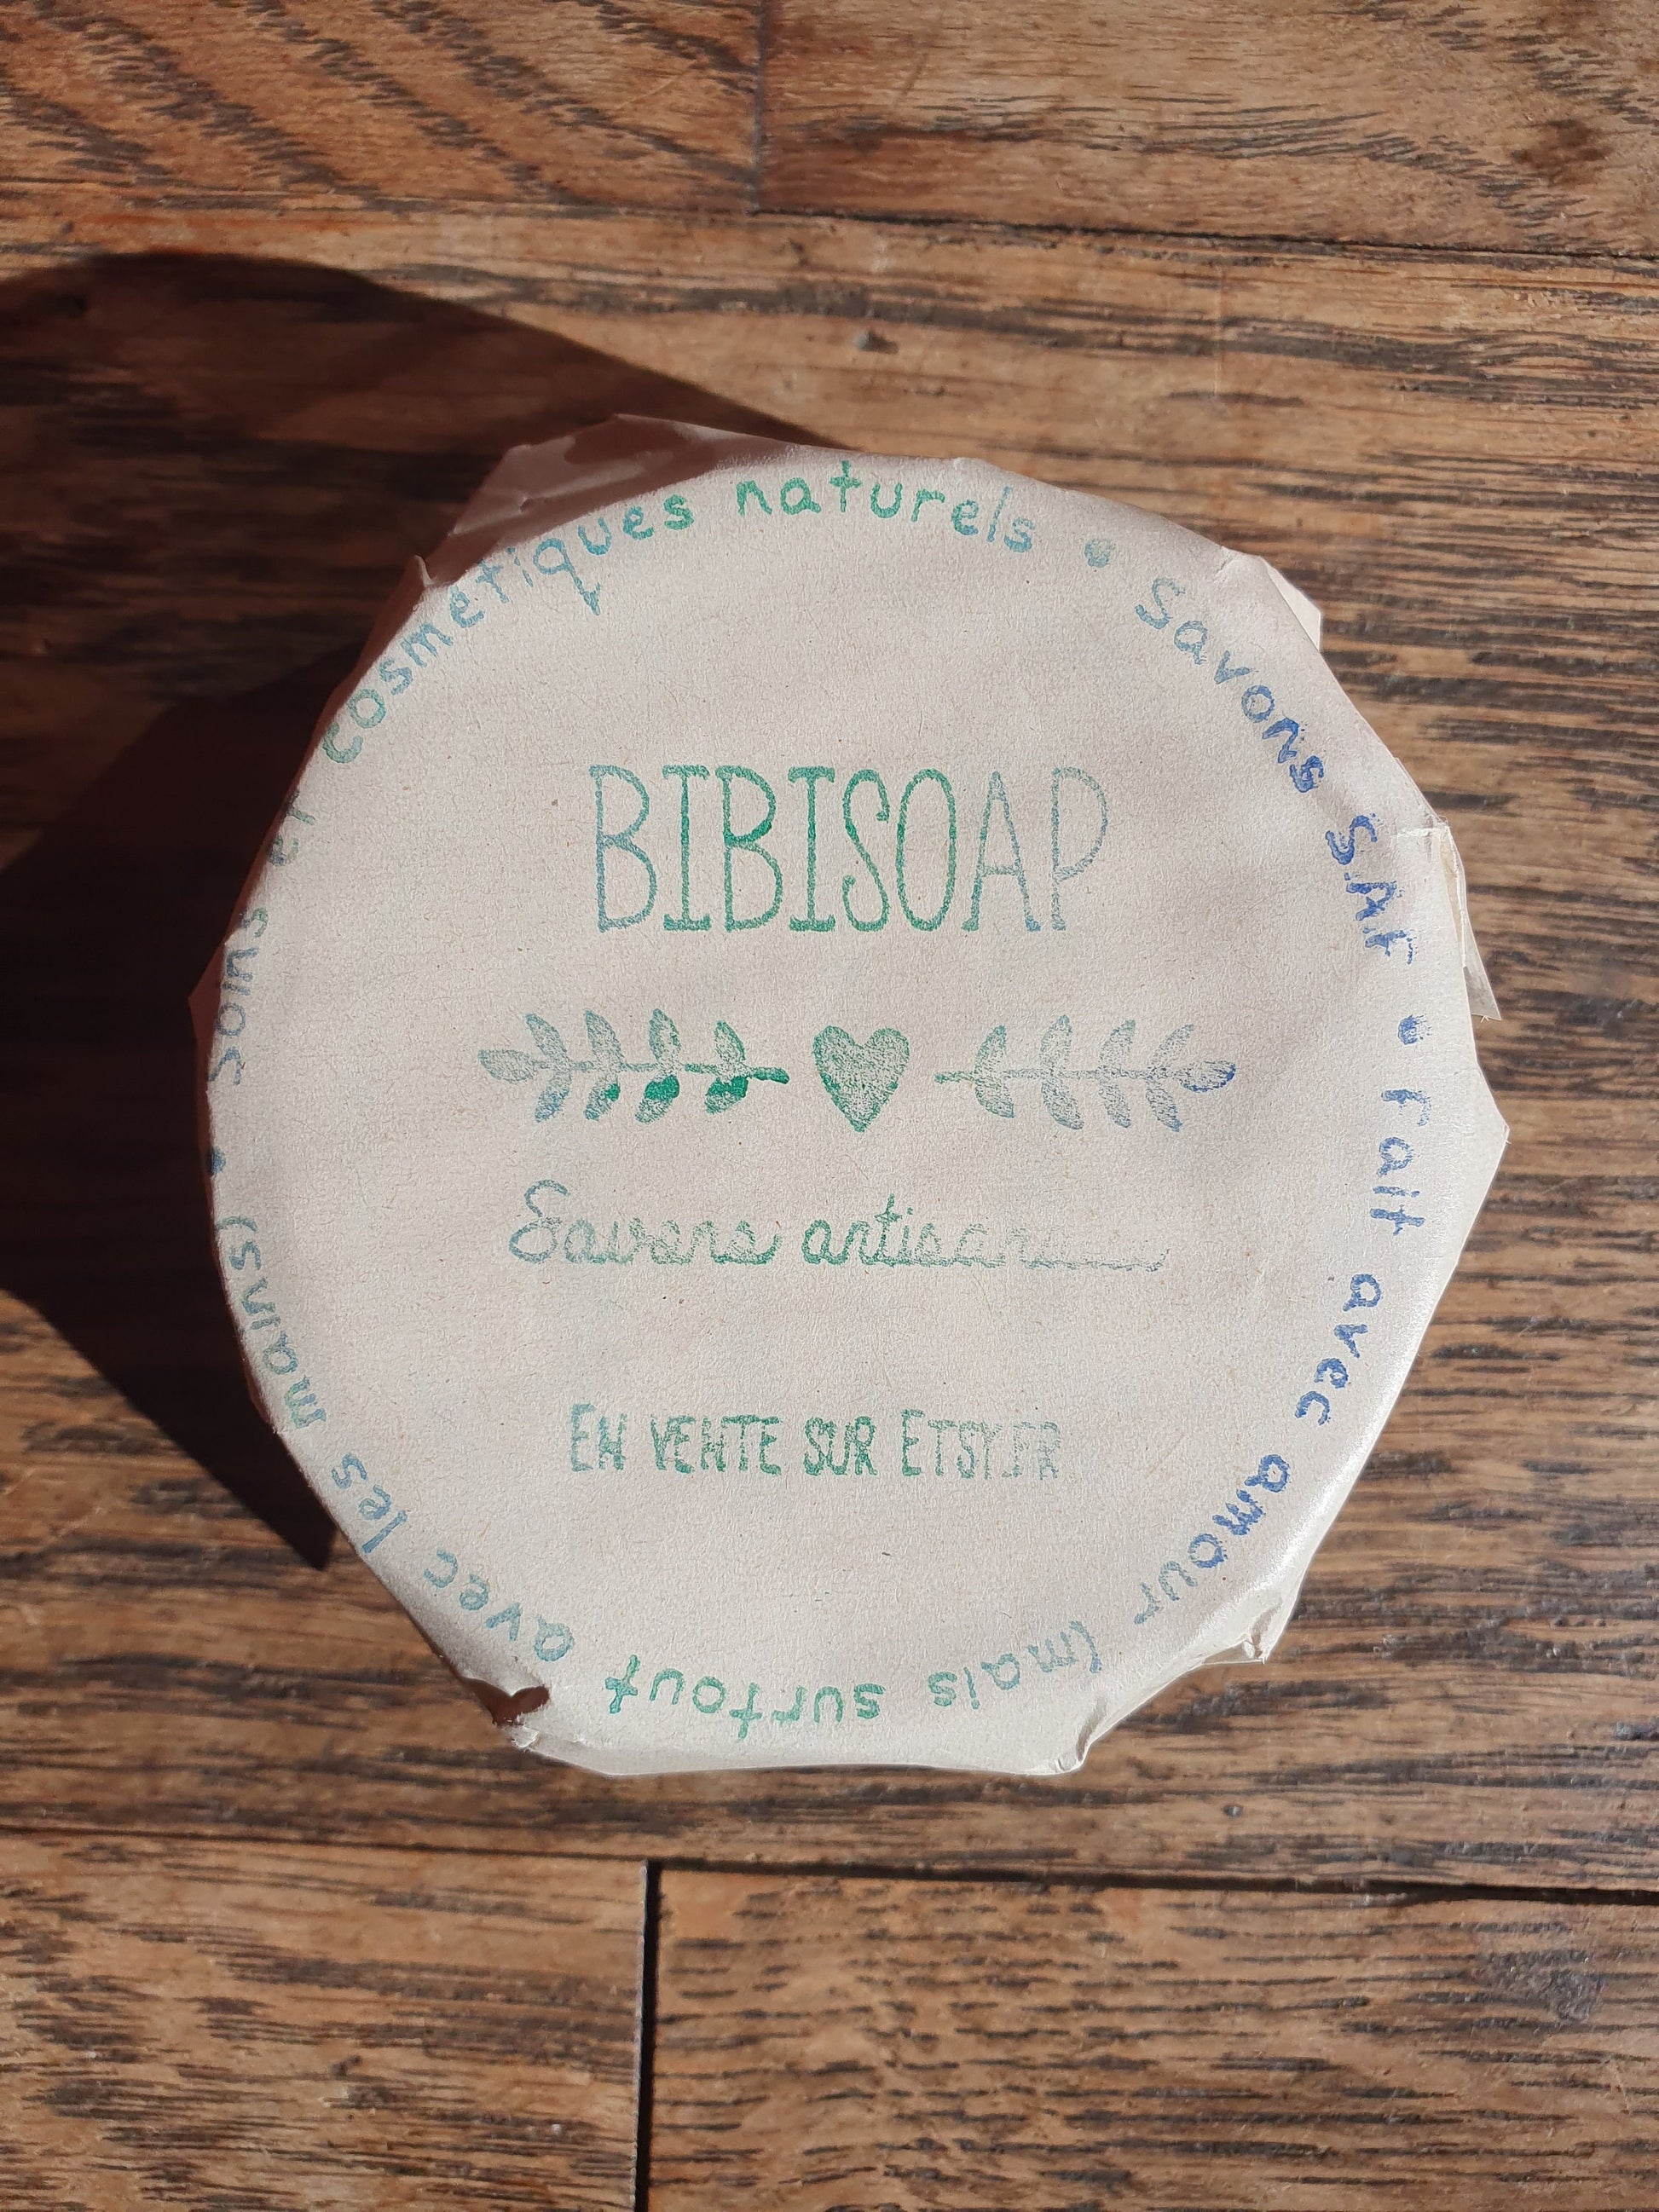 Soins et cosmétiques naturels • Savons SAF • Fait avec amour (mais surtout avec les mains) •
BIBISOAP
Savons
EN VENTE SUR ETSY.FR